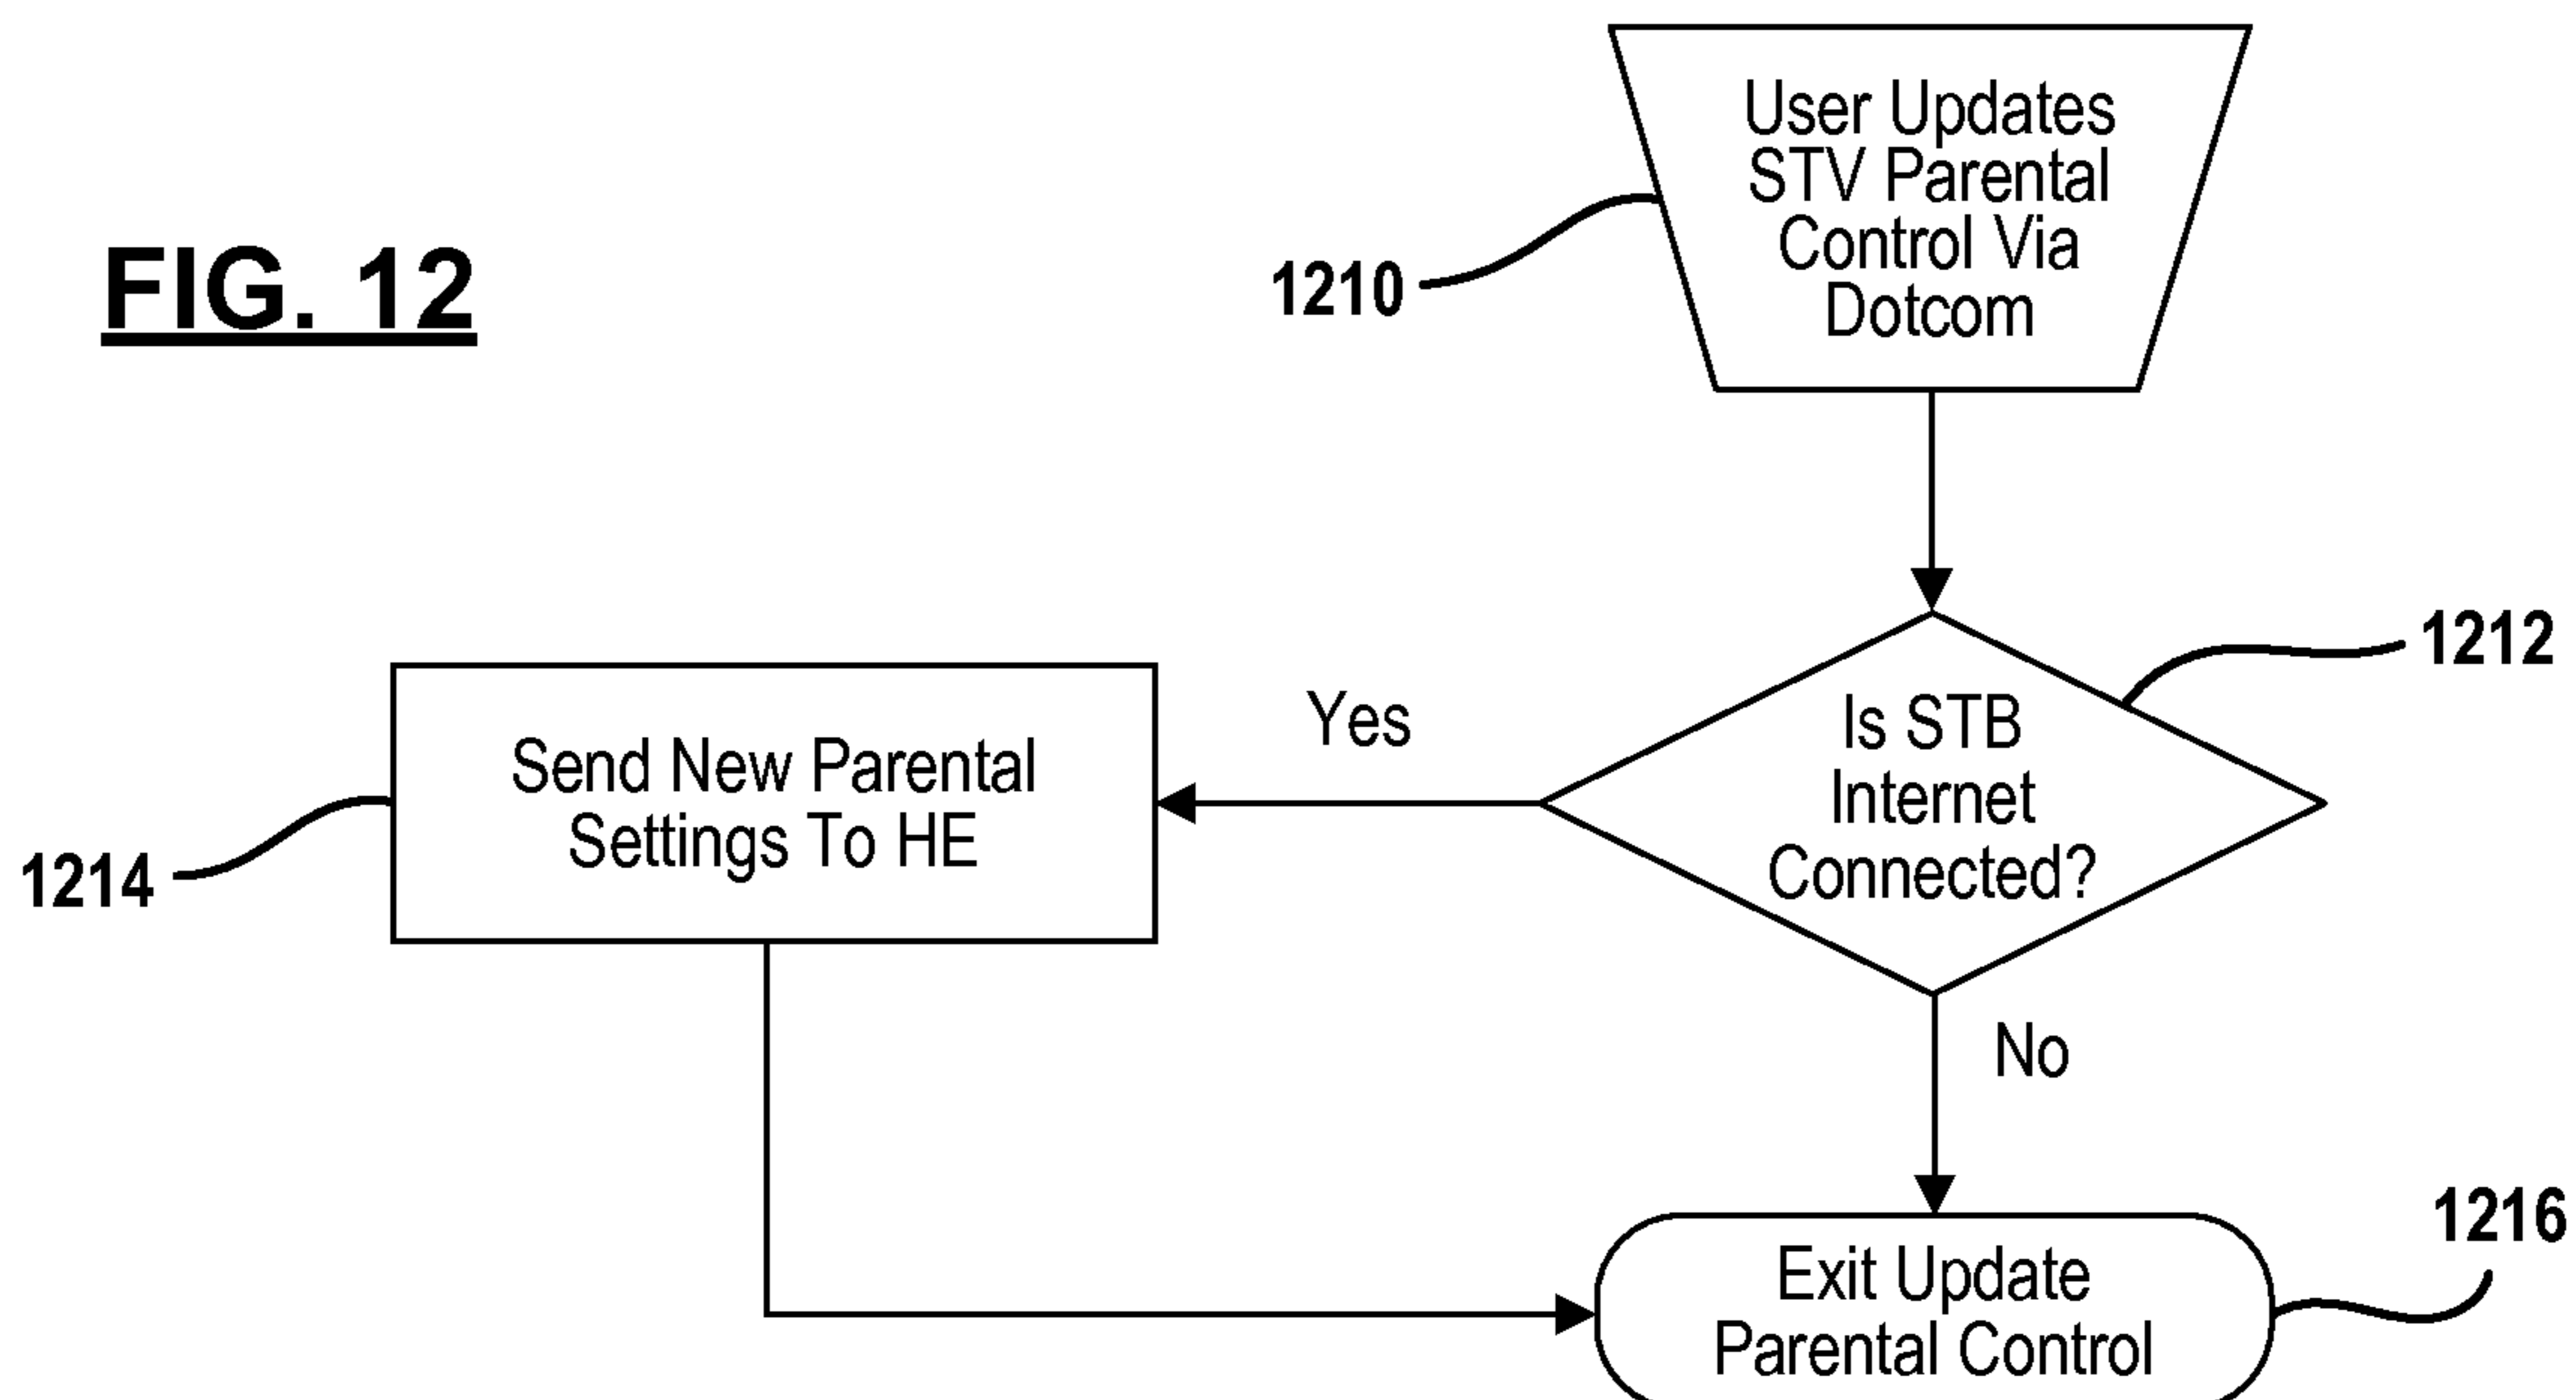 FIG. 12
User Updates
STV Parental
Control Via
Dotcom
1210
1212
Is STB
Internet
Connected?
Yes
Send New Parental
Settings To HE
1214
No
1216
Exit Update
Parental Control